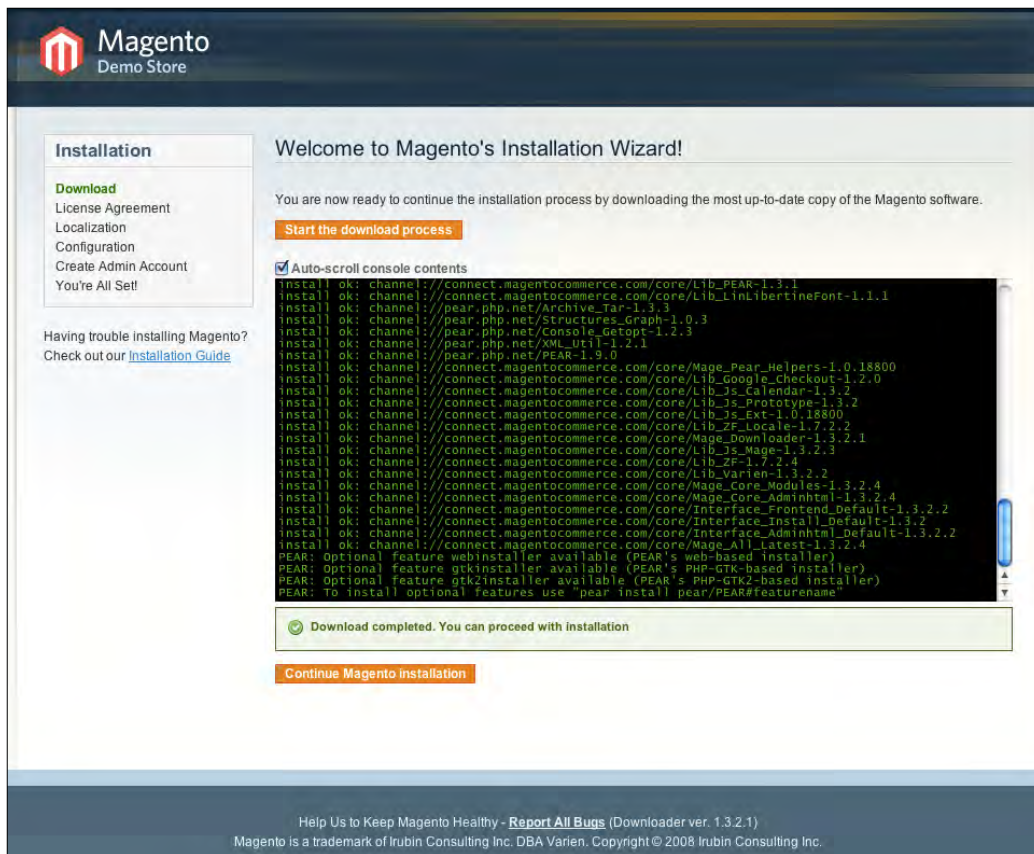 Magento
Demo Store
Installation
Download
License Agreement
Localization
Configuration
Create Admin Account
You're All Set!
Having trouble installing Magento?
Check out our Installation Guide
Welcome to Magento's Installation Wizard!
You are now ready to continue the installation process by downloading the most up-to-date copy of the Magento software.
Start the download process
Auto-scroll console contents
install ok: channel://connect.magentocommerce.com/core/Lib_PEAR-1.3.1
install ok: channel://connect.magentocommerce.com/core/Lib_LinLibertineFont-1.1.1
install ok: channel://pear.php.net/Archive_Tar-1.3.3
install ok: channel://pear.php.net/Structures_Graph-1.0.3
install ok: channel://pear.php.net/Console_Getopt-1.2.3
install ok: channel://pear.php.net/XML_Util-1.2.1
install ok: channel://pear.php.net/PEAR-1.9.0
install ok: channel://connect.magentocommerce.com/core/Mage_Pear_Helpers-1.0.18800
install ok: channel://connect.magentocommerce.com/core/Lib_Google_Checkout-1.2.0
install ok: channel://connect.magentocommerce.com/core/Lib_Js_Calendar-1.3.2
install ok: channel://connect.magentocommerce.com/core/Lib_Js_Prototype-1.3.2
install ok: channel://connect.magentocommerce.com/core/Lib_Js_Ext-1.0.18800
install ok: channel://connect.magentocommerce.com/core/Lib_ZF_Locale-1.7.2.2
install ok: channel://connect.magentocommerce.com/core/Mage_Downloader-1.3.2.1
install ok: channel://connect.magentocommerce.com/core/Lib_Js_Mage-1.3.2.3
install ok: channel://connect.magentocommerce.com/core/Lib_ZF-1.7.2.4
install ok: channel://connect.magentocommerce.com/core/Lib_Varien-1.3.2.2
install ok: channel://connect.magentocommerce.com/core/Mage_Core_Modules-1.3.2.4
install ok: channel://connect.magentocommerce.com/core/Mage_Core_Adminhtml-1.3.2.4
install ok: channel://connect.magentocommerce.com/core/Interface_Frontend_Default-1.3.2.2
install ok: channel://connect.magentocommerce.com/core/Interface_Install_Default-1.3.2
install ok: channel://connect.magentocommerce.com/core/Interface_Adminhtml_Default-1.3.2.2
install ok: channel://connect.magentocommerce.com/core/Mage_All_Latest-1.3.2.4
PEAR: Optional feature webinstaller available (PEAR's web-based installer)
PEAR: Optional feature gtkinstaller available (PEAR's PHP-GTK-based installer)
PEAR: Optional feature gtk2installer available (PEAR's PHP-GTK2-based installer)
PEAR: To install optional features use "pear install pear/PEAR#featurename"
Download completed. You can proceed with installation
Continue Magento installation
Help Us to Keep Magento Healthy - Report All Bugs (Downloader ver. 1.3.2.1)
Magento is a trademark of Irubin Consulting Inc. DBA Varien. Copyright © 2008 Irubin Consulting Inc.